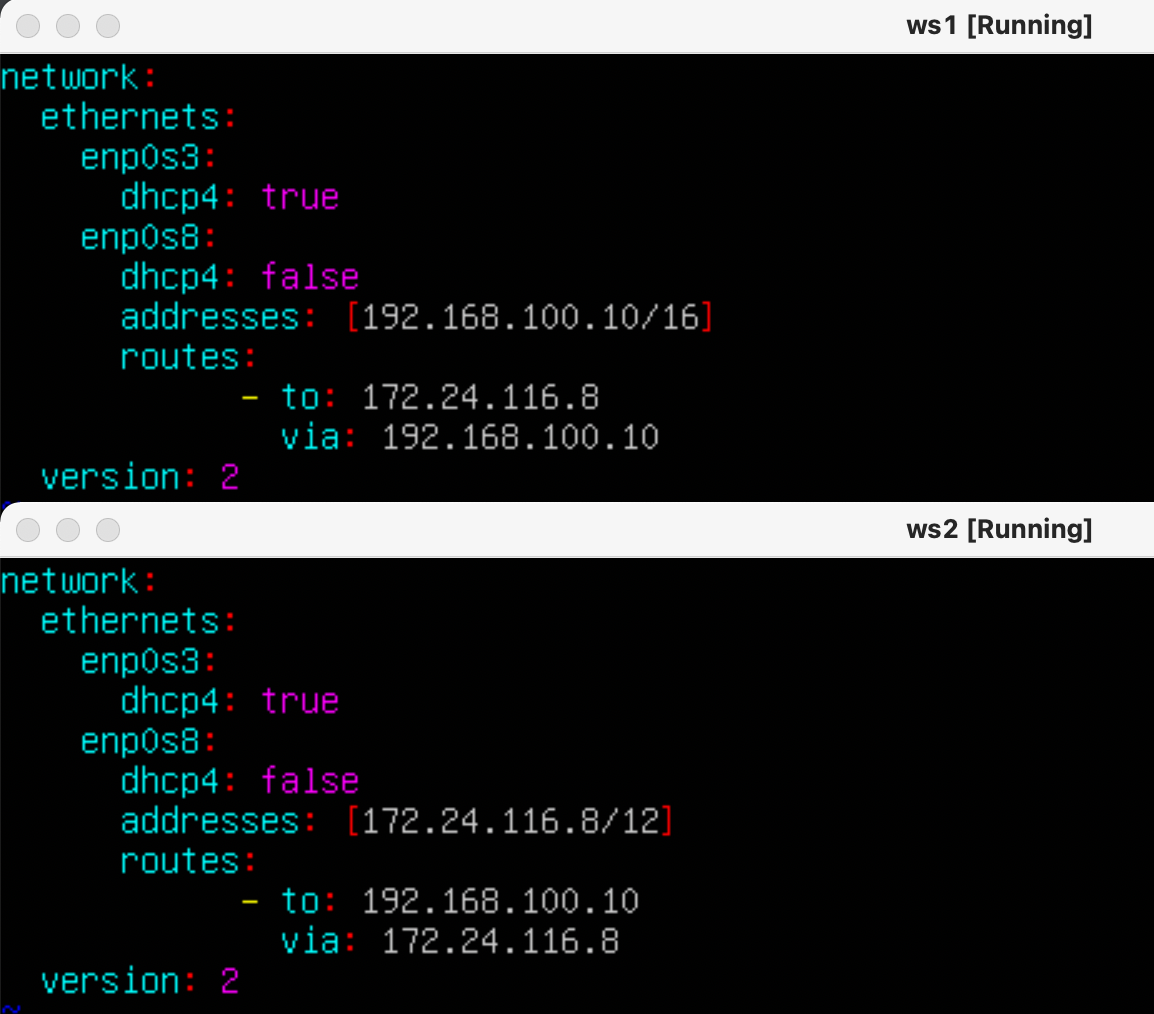 ws1 [Running]
network:
  ethernets:
    enp0s3:
      dhcp4: true
    enp0s8:
      dhcp4: false
      addresses: [192.168.100.10/16]
      routes:
            - to: 172.24.116.8
              via: 192.168.100.10
  version: 2
ws2 [Running]
network:
  ethernets:
    enp0s3:
      dhcp4: true
    enp0s8:
      dhcp4: false
      addresses: [172.24.116.8/12]
      routes:
            - to: 192.168.100.10
              via: 172.24.116.8
  version: 2
~